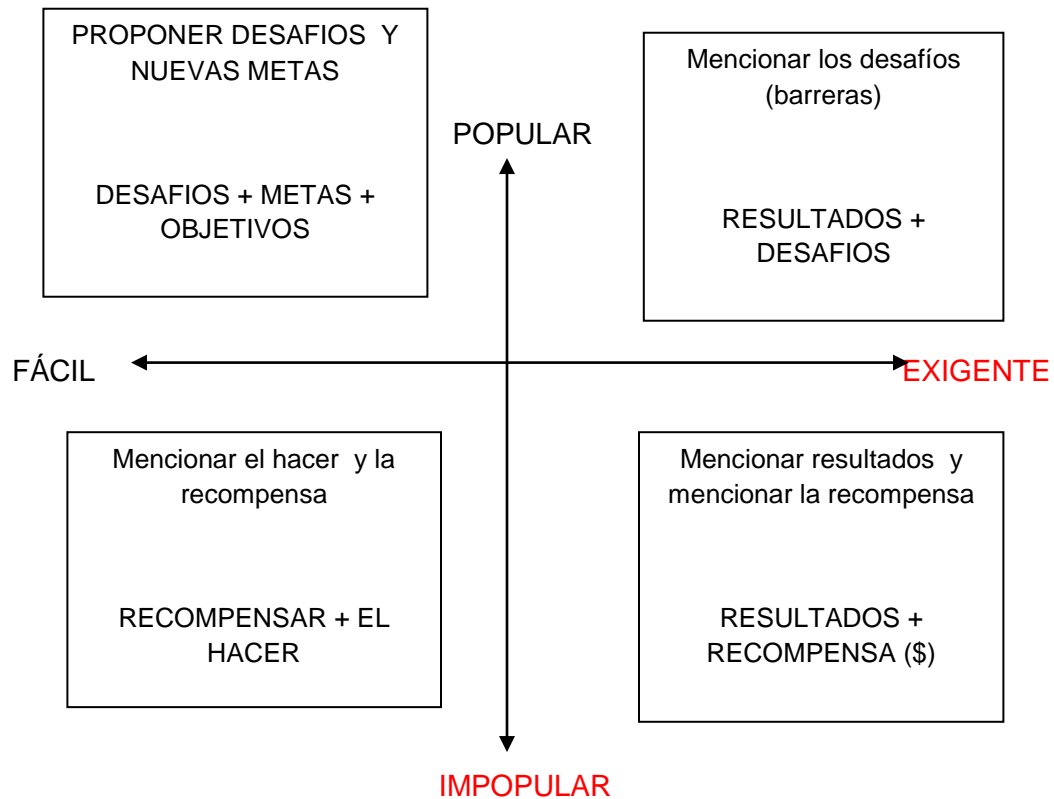 PROPONER DESAFIOS Y
NUEVAS METAS
DESAFIOS + METAS +
OBJETIVOS
POPULAR
Mencionar los desafíos
(barreras)
RESULTADOS +
DESAFIOS
FÁCIL
EXIGENTE
Mencionar el hacer y la
recompensa
RECOMPENSAR + EL
HACER
Mencionar resultados y
mencionar la recompensa
RESULTADOS +
RECOMPENSA ($)
IMPOPULAR